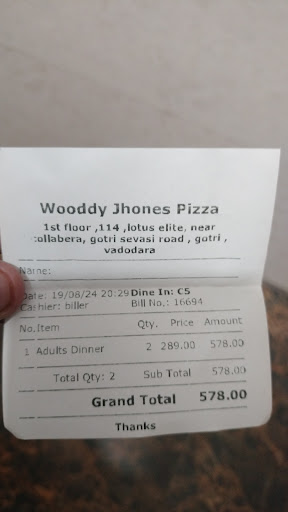 Wooddy Jhones Pizza
1st floor ,114 ,lotus elite, near
collabera, gotri sevasi road , gotri ,
vadodara
Name:
Date: 19/08/24 20:29 Dine In: C5
Cashier: biller Bill No.: 16694
No.Item Qty. Price Amount
1 Adults Dinner 2 289.00 578.00
Total Qty: 2 Sub Total 578.00
Grand Total 578.00
Thanks